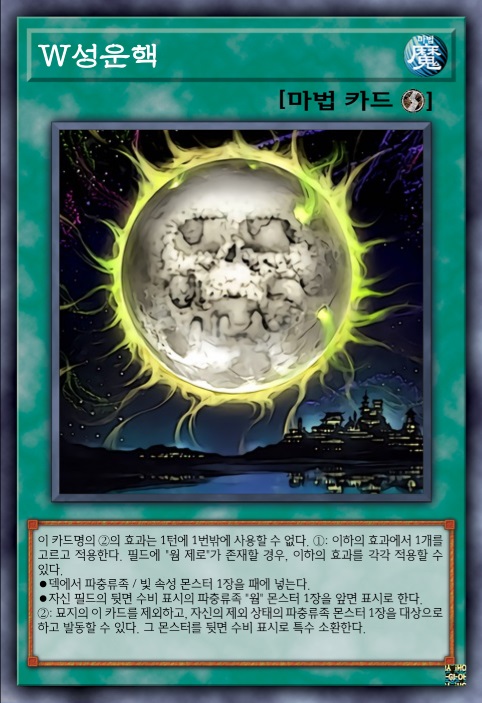 W성운핵
마법
魔
[마법 카드]
이 카드명의 ②의 효과는 1턴에 1번밖에 사용할 수 없다. ①: 이하의 효과에서 1개를
고르고 적용한다. 필드에 "웜 제로"가 존재할 경우, 이하의 효과를 각각 적용할 수
있다.
●덱에서 파충류족 / 빛 속성 몬스터 1장을 패에 넣는다.
●자신 필드의 뒷면 수비 표시의 파충류족 "웜" 몬스터 1장을 앞면 표시로 한다.
②: 묘지의 이 카드를 제외하고, 자신의 제외 상태의 파충류족 몬스터 1장을 대상으로
하고 발동할 수 있다. 그 몬스터를 뒷면 수비 표시로 특수 소환한다.